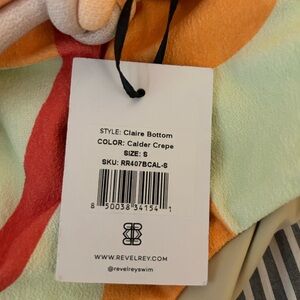 STYLE: Claire Bottom
COLOR: Calder Crepe
SIZE: S
SKU: RR407BCAL-S
8 50038 34154 1
WWW.REVELREY.COM
@revelreyswim